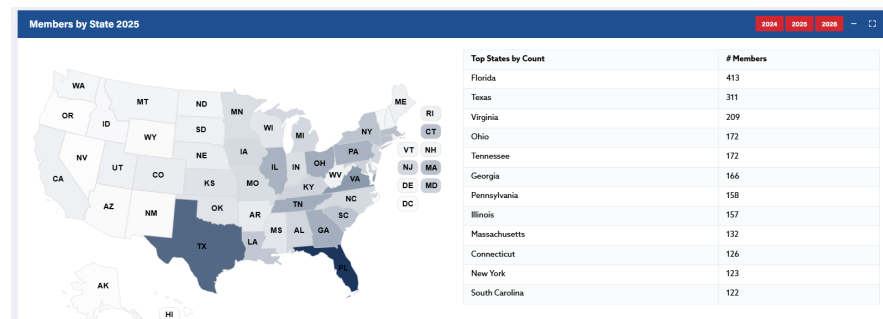 Members by State 2025
2024 2025 2026
WA
OR
CA
NV
ID
MT
WY
UT
AZ
CO
NM
ND
SD
NE
KS
OK
TX
MN
IA
MO
AR
LA
WI
IL
MI
IN
OH
KY
TN
MS
AL
GA
FL
SC
NC
VA
WV
PA
NY
ME
RI
CT
VT NH
NJ MA
DE MD
DC
AK
HI
Top States by Count # Members
Florida 413
Texas 311
Virginia 209
Ohio 172
Tennessee 172
Georgia 166
Pennsylvania 158
Illinois 157
Massachusetts 132
Connecticut 126
New York 123
South Carolina 122